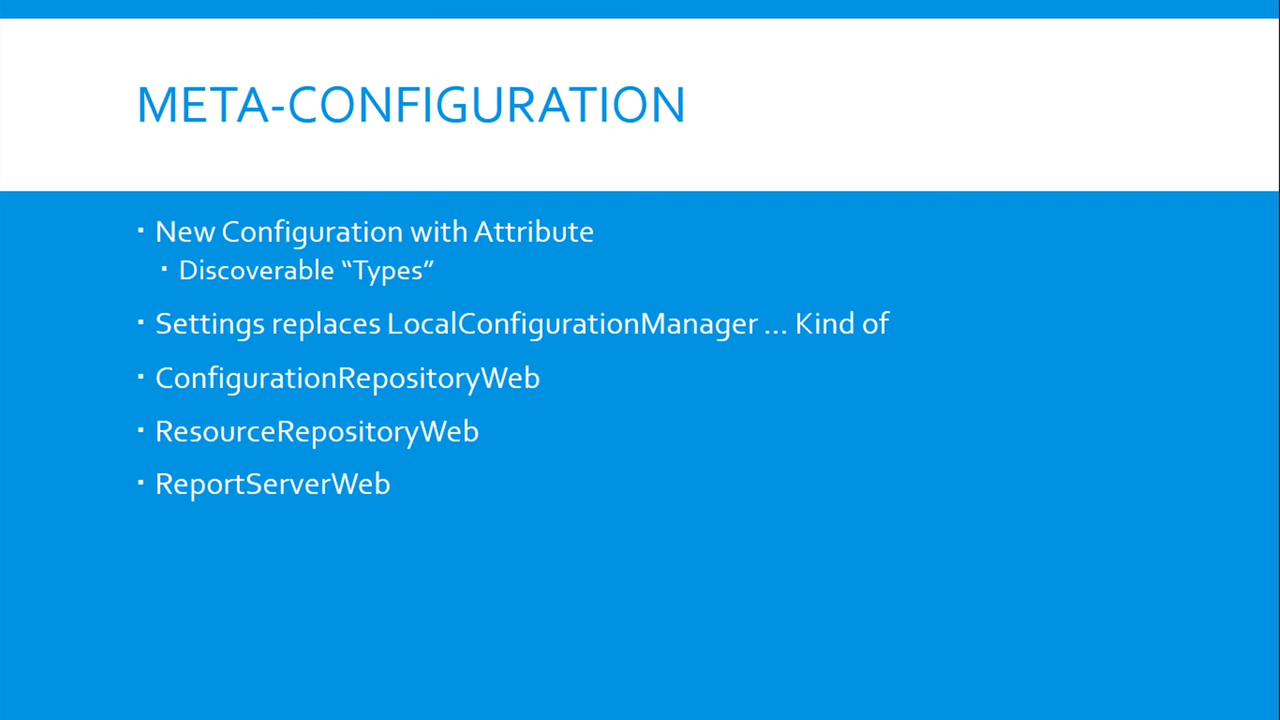 META-CONFIGURATION
New Configuration with Attribute
Discoverable “Types”
Settings replaces LocalConfigurationManager ... Kind of
ConfigurationRepositoryWeb
ResourceRepositoryWeb
ReportServerWeb